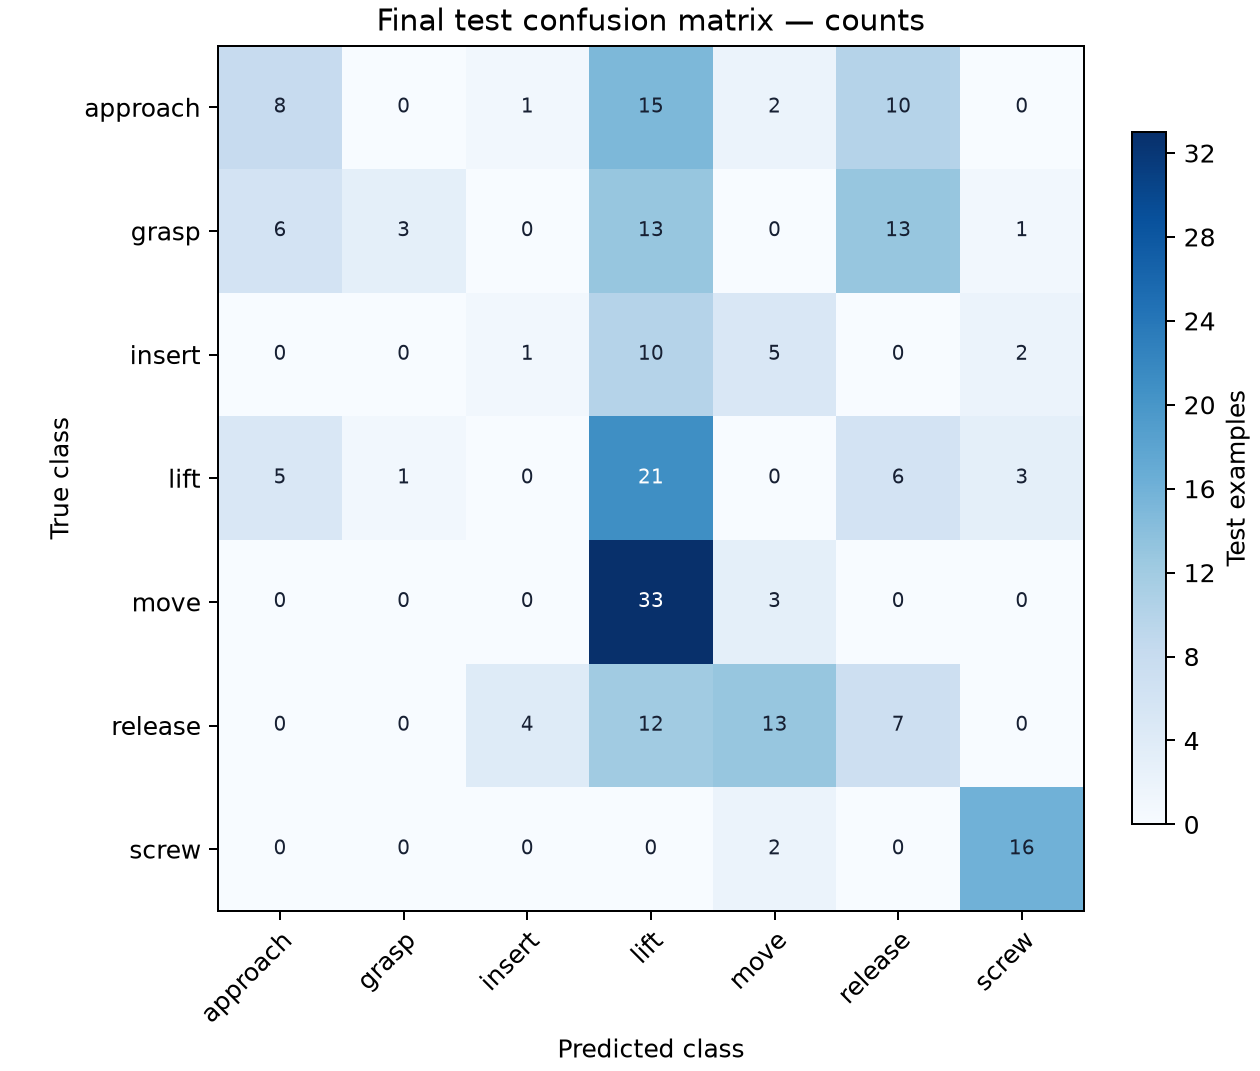 Final test confusion matrix — counts
approach 8 0 1 15 2 10 0
grasp 6 3 0 13 0 13 1
insert 0 0 1 10 5 0 2
lift 5 1 0 21 0 6 3
move 0 0 0 33 3 0 0
release 0 0 4 12 13 7 0
screw 0 0 0 0 2 0 16
approach grasp insert lift move release screw
Predicted class
True class
32
28
24
20
16
12
8
4
0
Test examples